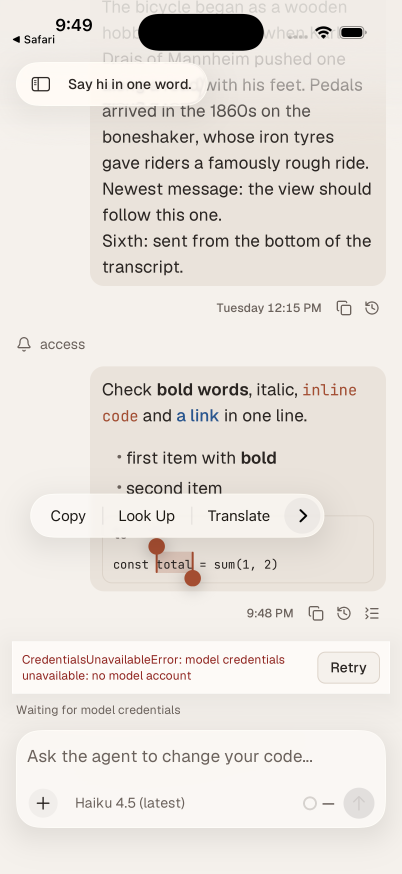 9:49
Safari
The bicycle began as a wooden
Drais of Mannheim pushed one
Say hi in one word.
with his feet. Pedals
arrived in the 1860s on the
boneshaker, whose iron tyres
gave riders a famously rough ride.
Newest message: the view should
follow this one.
Sixth: sent from the bottom of the
transcript.
Tuesday 12:15 PM
access
Check bold words, italic, inline
code and a link in one line.
• first item with bold
• second item
Copy
Look Up
Translate
const total = sum(1, 2)
9:48 PM
CredentialsUnavailableError: model credentials
unavailable: no model account
Retry
Waiting for model credentials
Ask the agent to change your code...
Haiku 4.5 (latest)